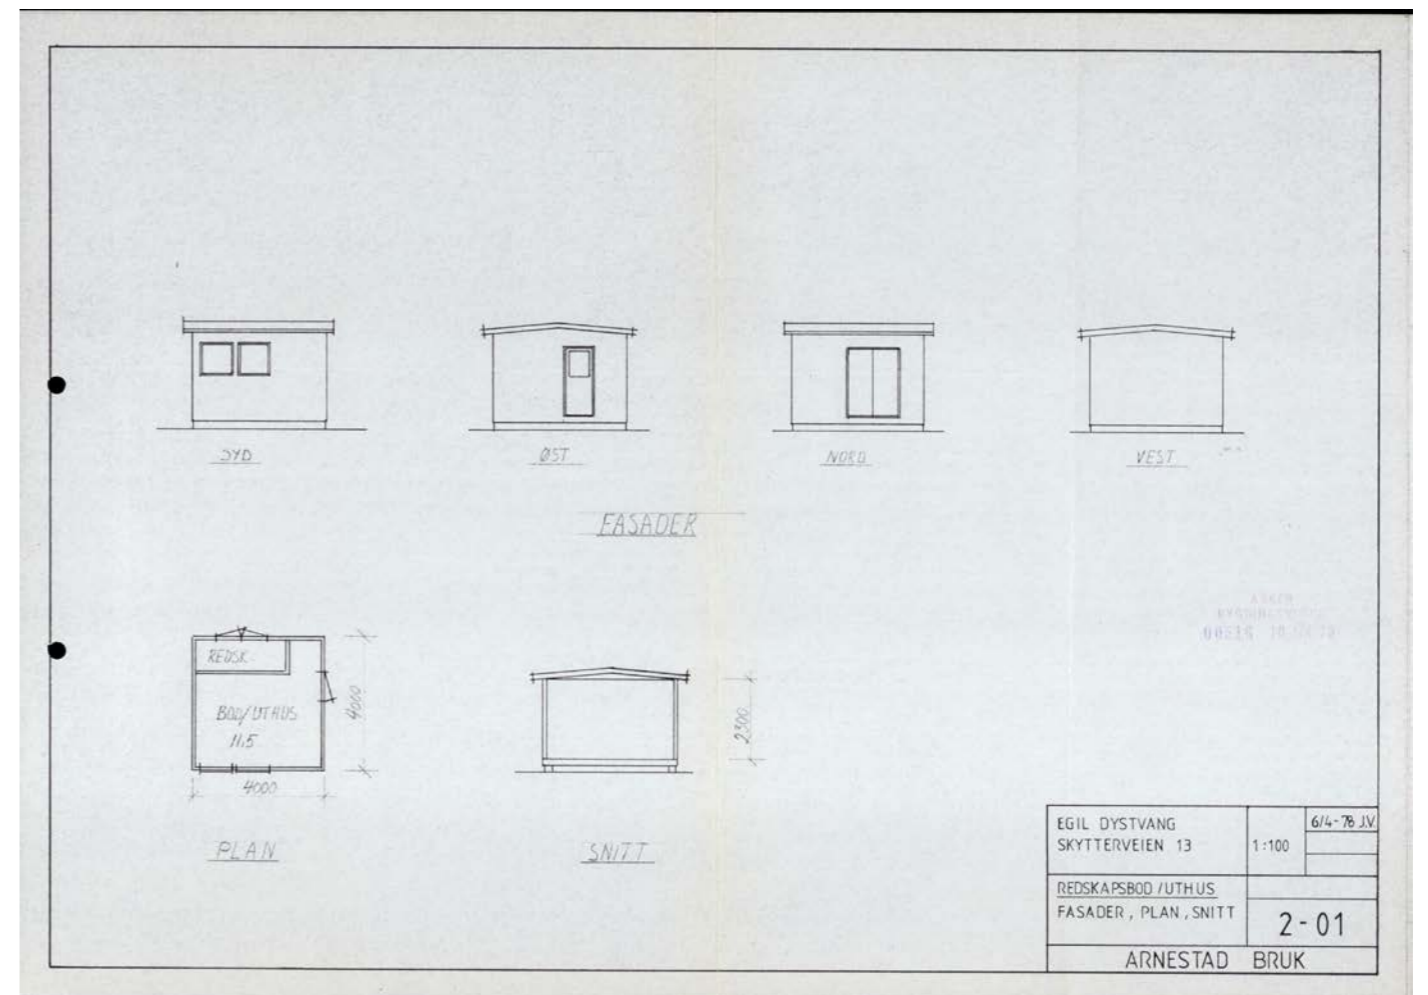 SYD
ØST
NORD
VEST
FASADER
REDSK.
BOD/UTHUS
11.5
4000
4000
2300
PLAN
SNITT
EGIL DYSTVANG
SKYTTERVEIEN 13
1:100
6/4-78 J.V.
REDSKAPSBOD/UTHUS
FASADER, PLAN, SNITT
2-01
ARNESTAD BRUK